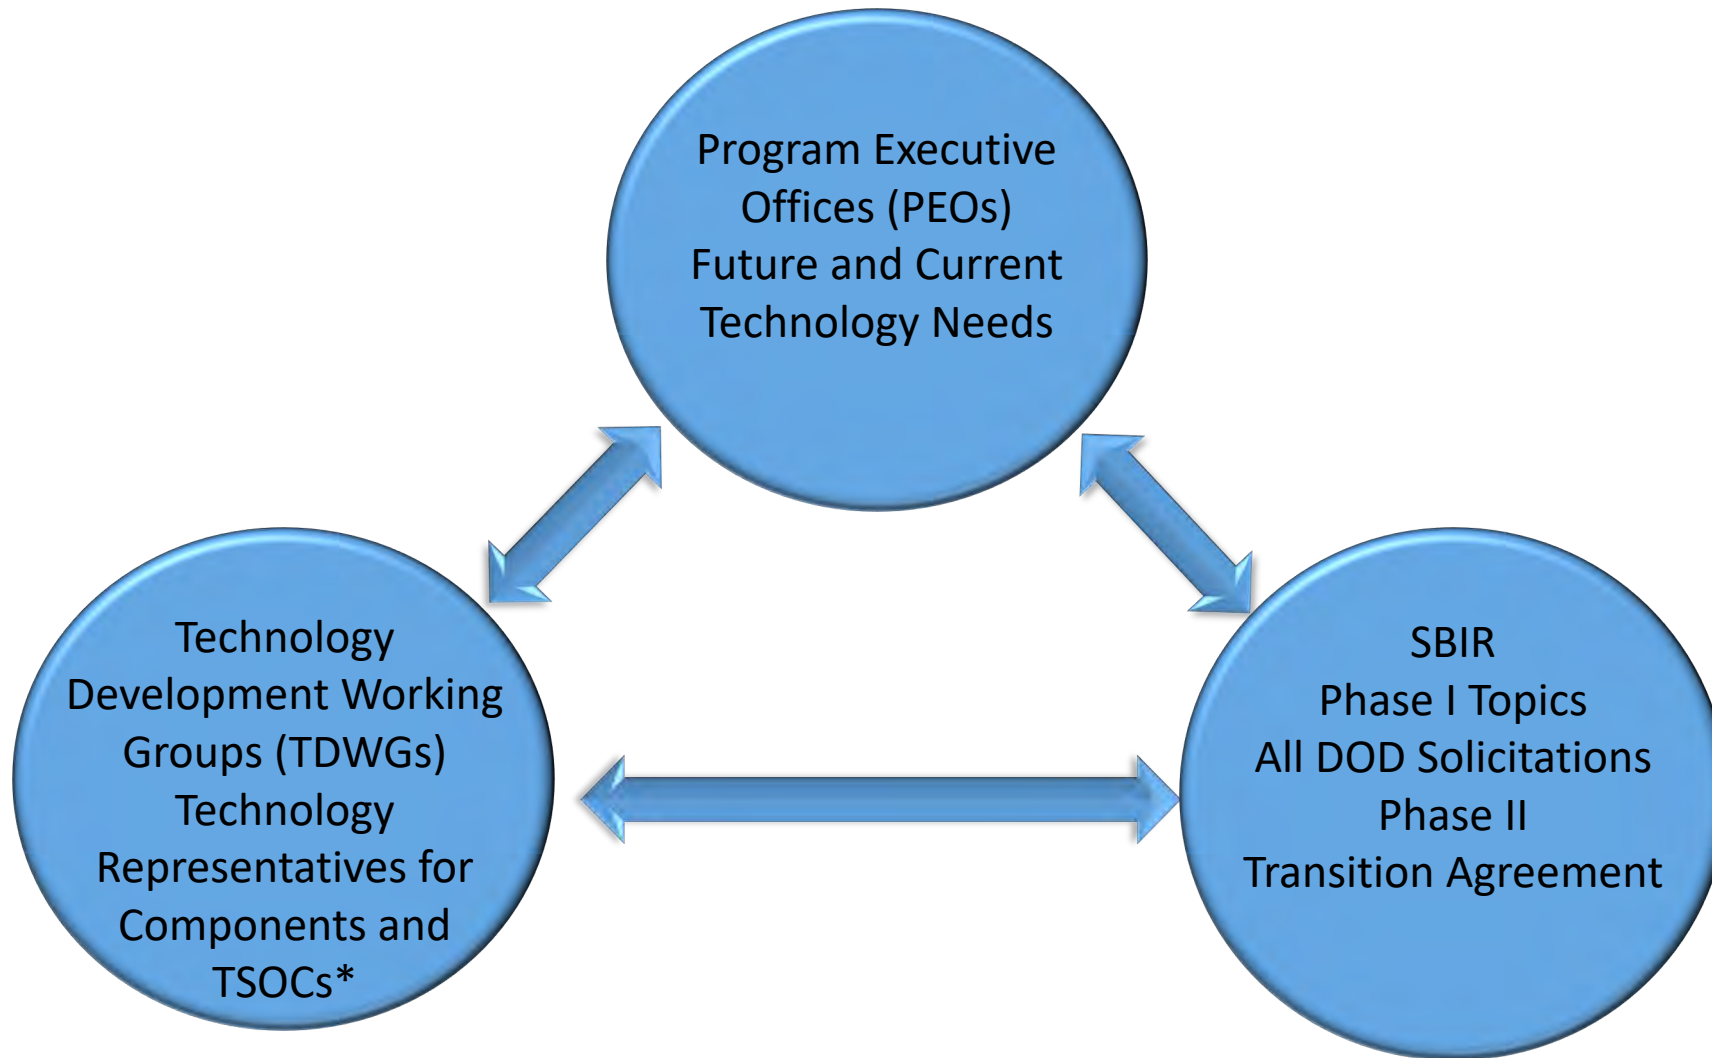 Program Executive
Offices (PEOs)
Future and Current
Technology Needs
Technology
Development Working
Groups (TDWGs)
Technology
Representatives for
Components and
TSOCs*
SBIR
Phase I Topics
All DOD Solicitations
Phase II
Transition Agreement